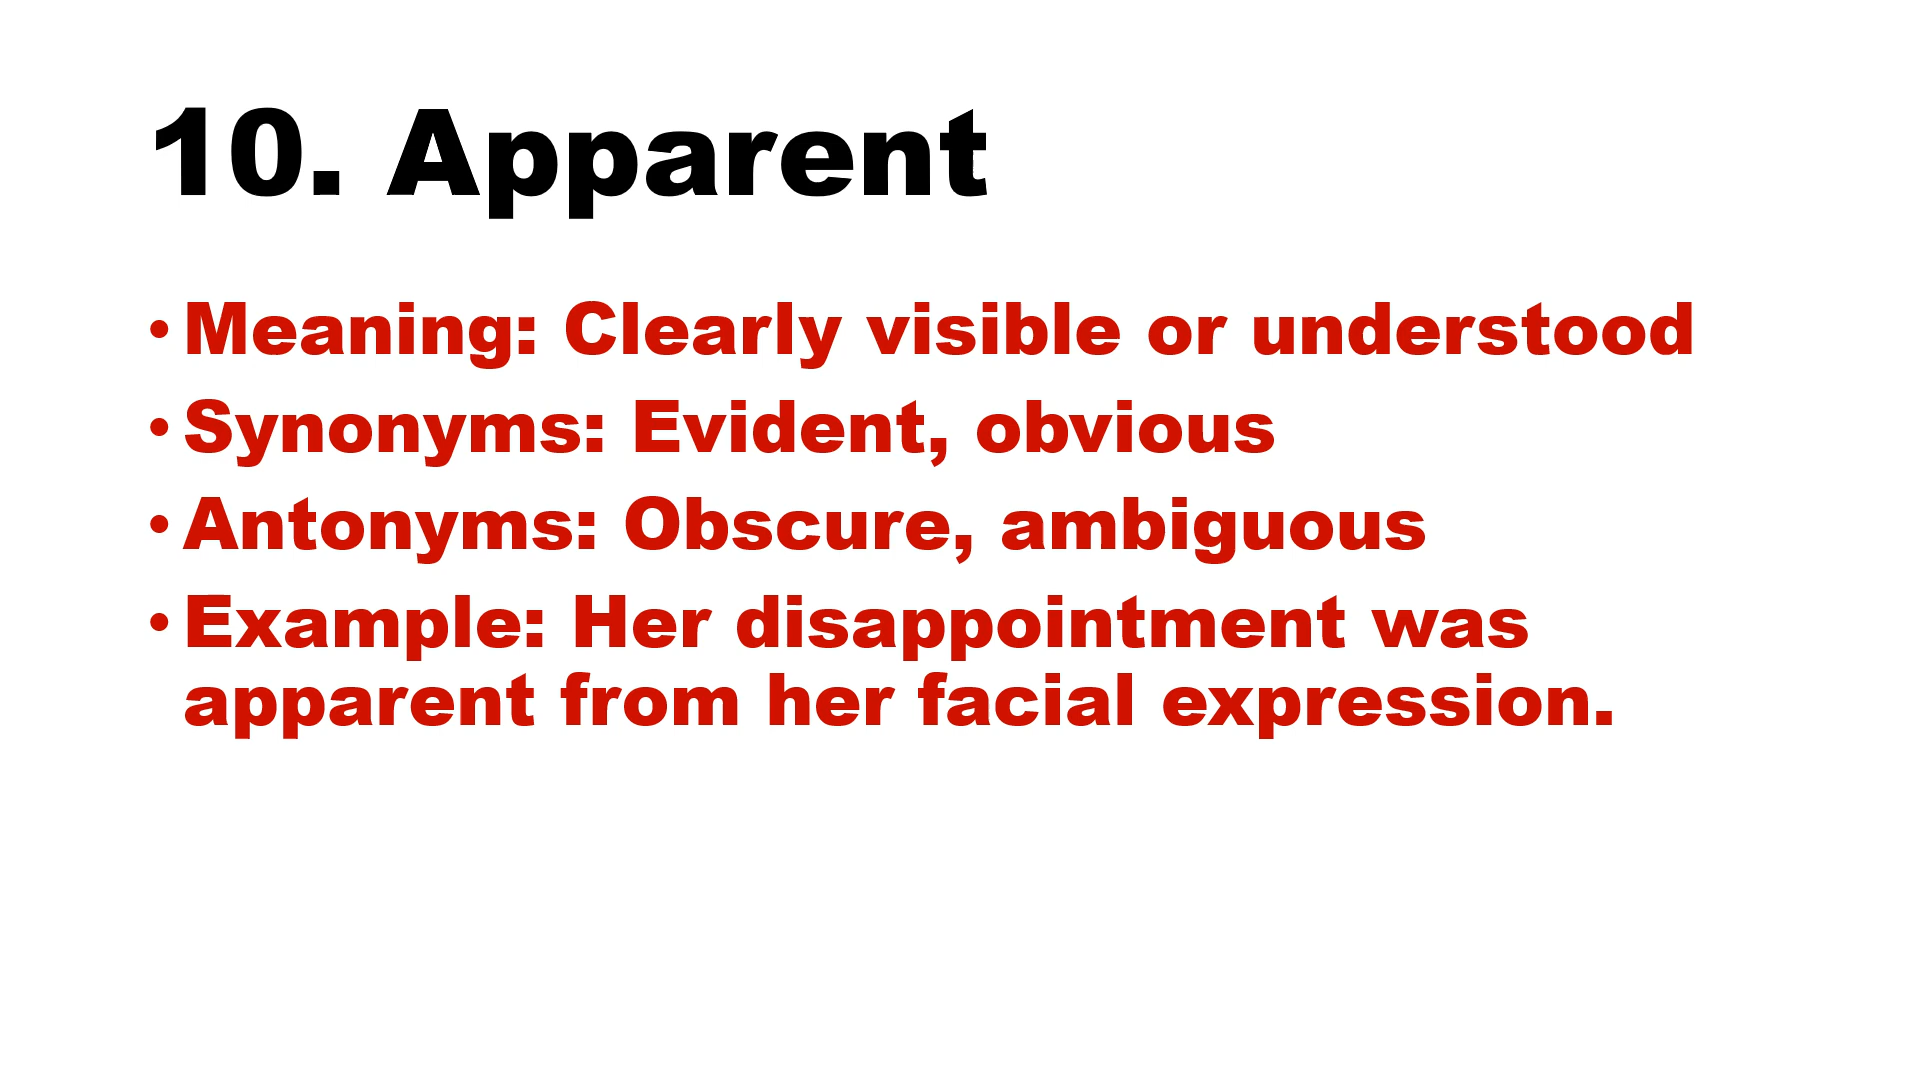 10. Apparent
• Meaning: Clearly visible or understood
• Synonyms: Evident, obvious
• Antonyms: Obscure, ambiguous
• Example: Her disappointment was
apparent from her facial expression.